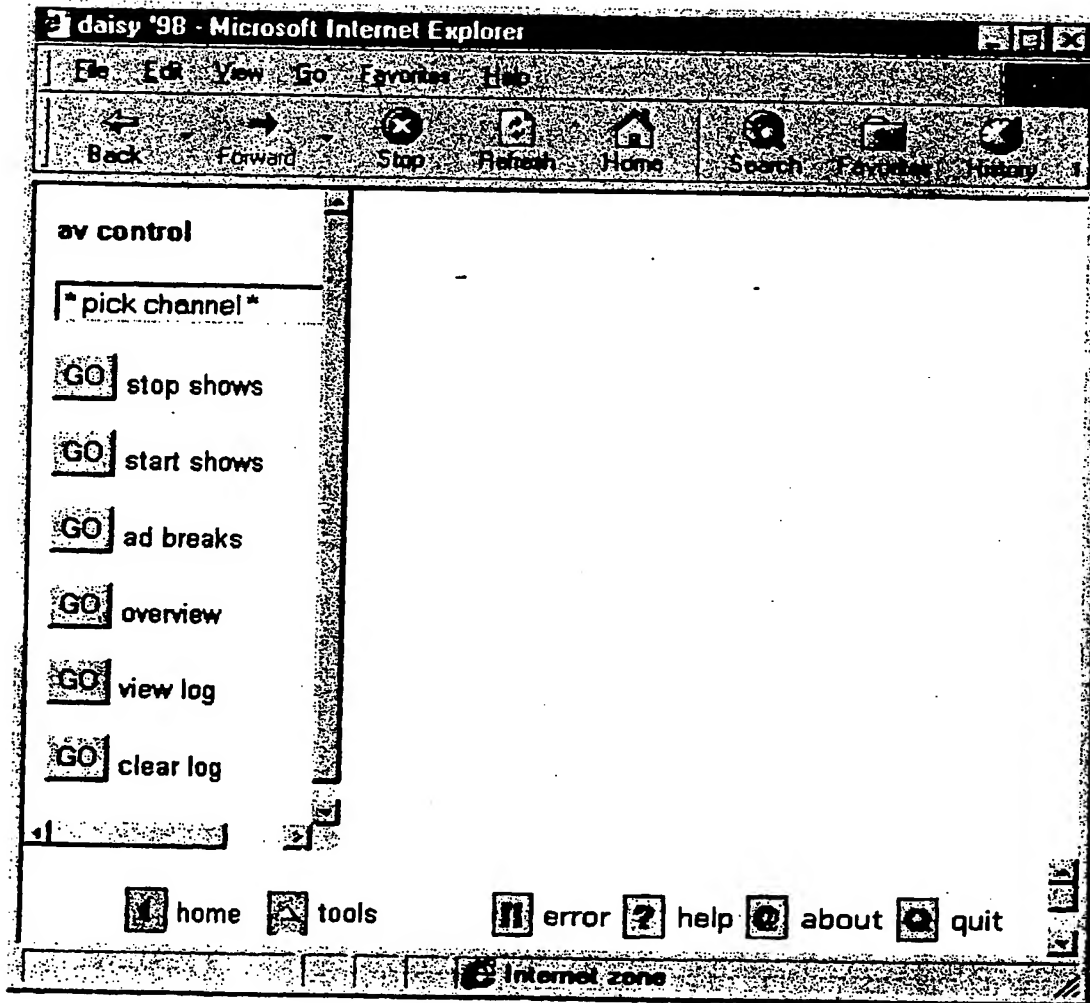 daisy '98 - Microsoft Internet Explorer
File Edit View Go Favorites Help
Back Forward Stop Refresh Home Search Favorites History
av control
*pick channel*
GO stop shows
GO start shows
GO ad breaks
GO overview
GO view log
GO clear log
home tools !! error ? help @ about quit
Internet zone